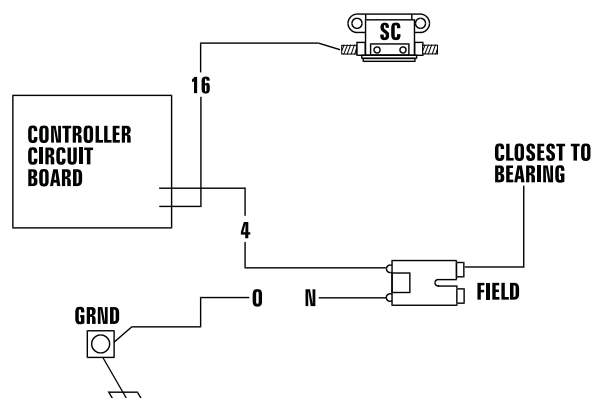 SC
16
CONTROLLER
CIRCUIT
BOARD
CLOSEST TO
BEARING
4
FIELD
0 N
GRND